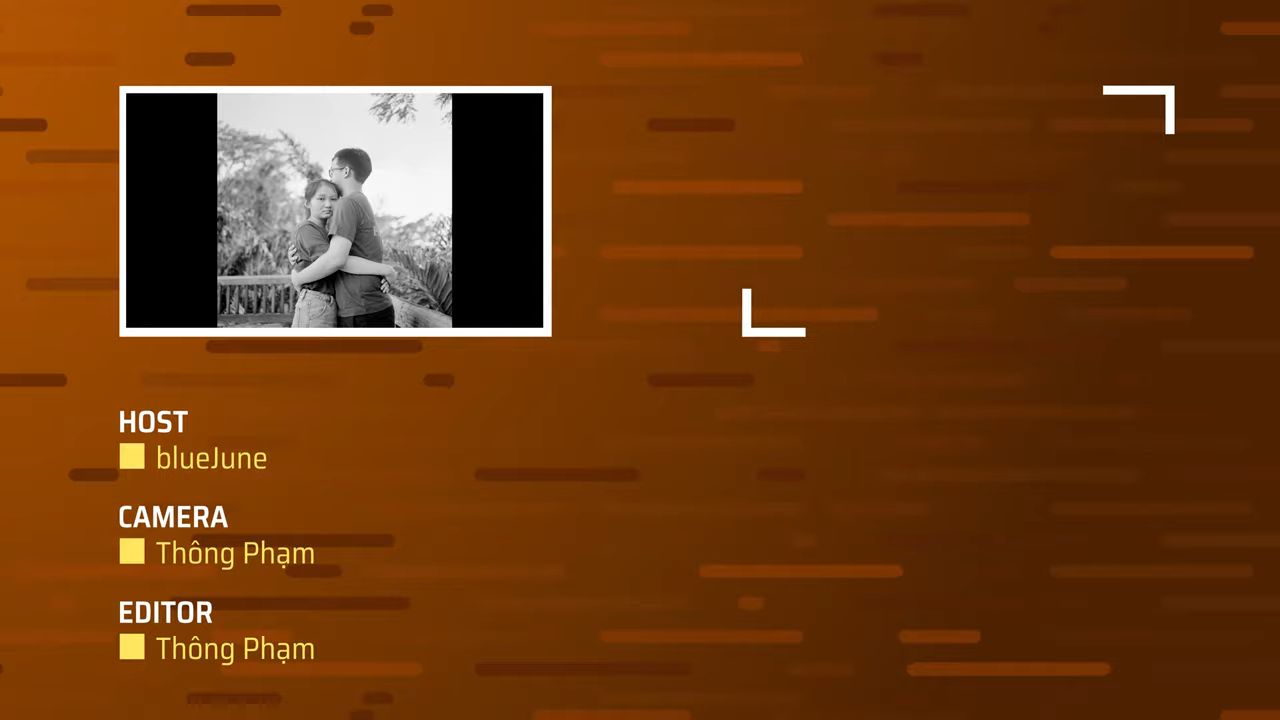 HOST
blueJune
CAMERA
Thông Phạm
EDITOR
Thông Phạm